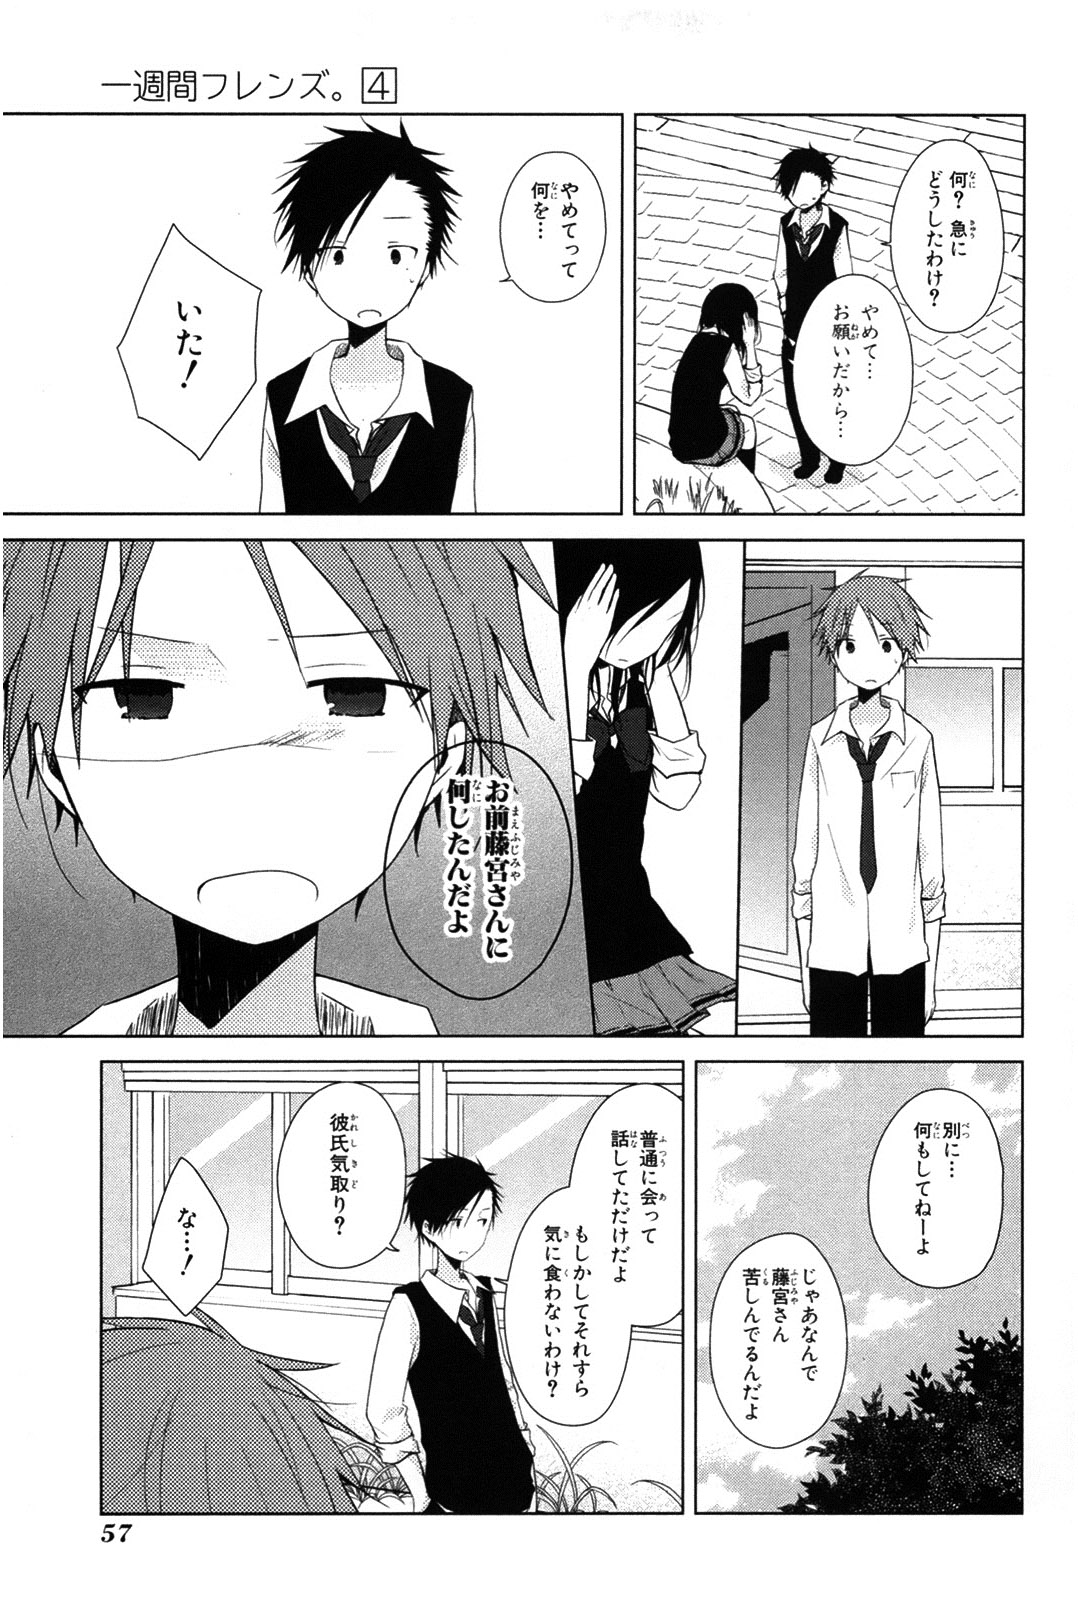 一週間フレンズ。4
何？急に
どうしたわけ？
やめて…
お願いだから…
やめてって
何を…
いた！
お前藤宮さんに
何したんだよ
別に…
何もしてねーよ
じゃあなんで
藤宮さん
苦しんでるんだよ
普通に会って
話してただけだよ
もしかしてそれすら
気に食わないわけ？
彼氏気取り？
な…！
57